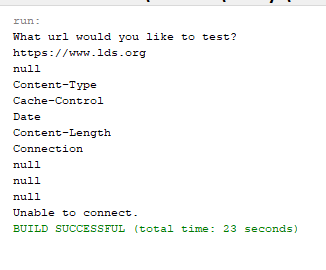 run:
What url would you like to test?
https://www.lds.org
null
Content-Type
Cache-Control
Date
Content-Length
Connection
null
null
null
Unable to connect.
BUILD SUCCESSFUL (total time: 23 seconds)